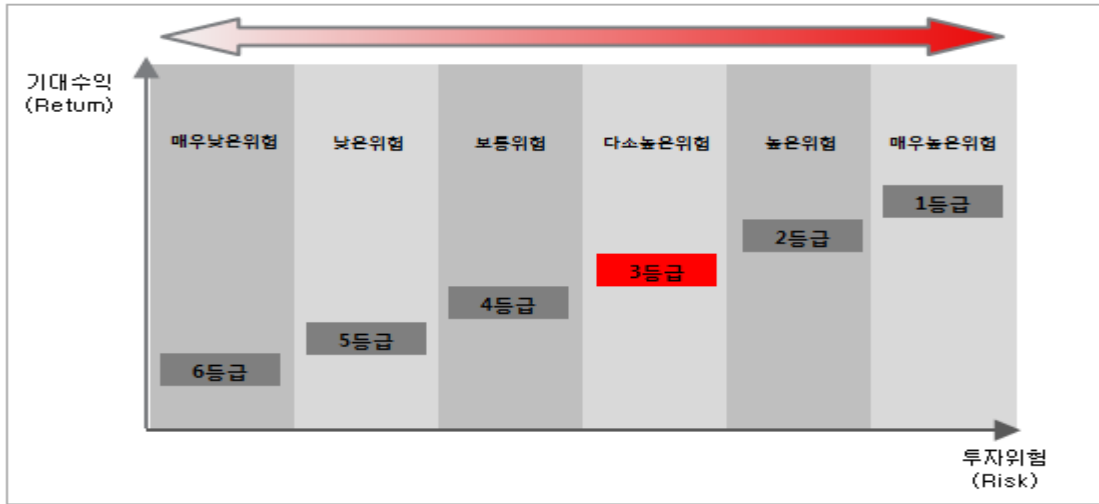 기대수익
(Retum)
매우낮은위험
낮은위험
보통위험
다소높은위험
높은위험
매우높은위험
1등급
2등급
3등급
4등급
5등급
6등급
투자위험
(Risk)